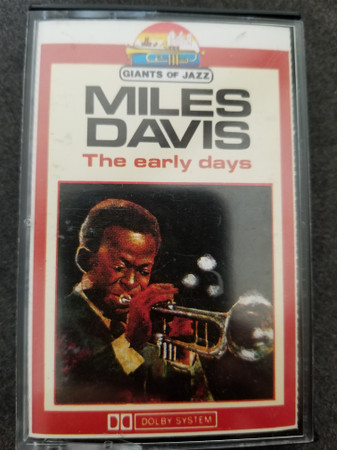 GIANTS OF JAZZ
MILES
DAVIS
The early days
DOLBY SYSTEM